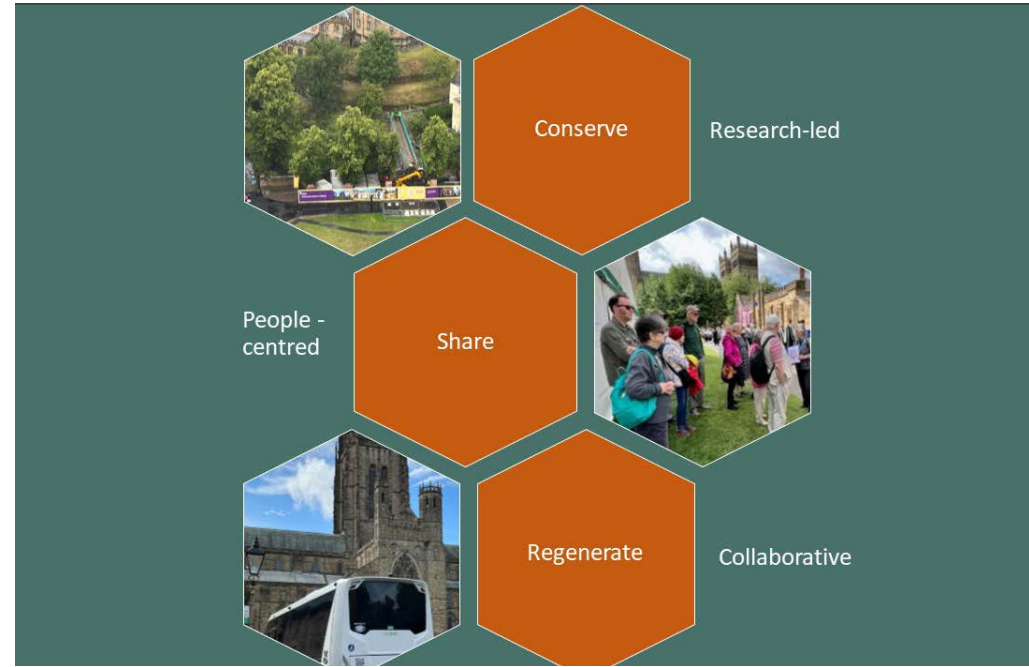 Conserve
Research-led
People -
centred
Share
Regenerate
Collaborative